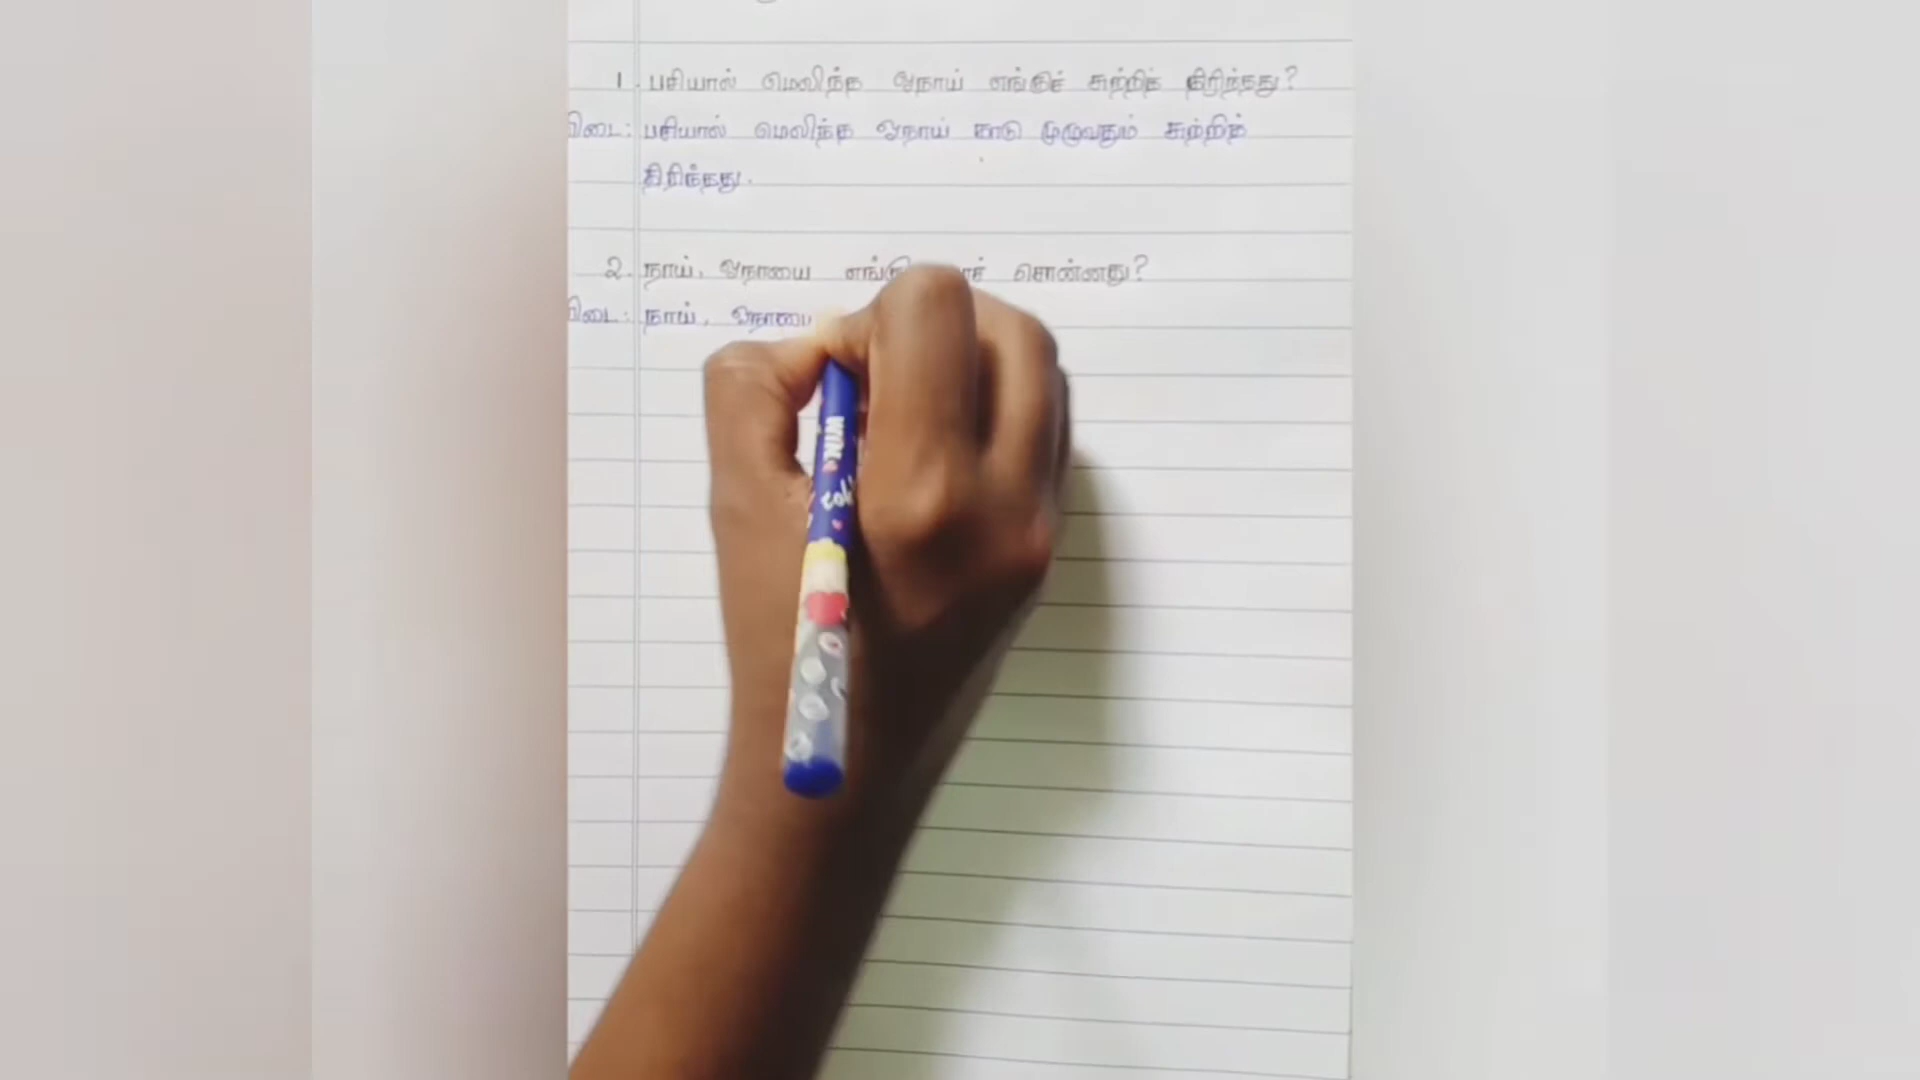 1. பசியால் மெலிந்த ஓநாய் எங்குச் சுற்றித் திரிந்தது?
விடை: பசியால் மெலிந்த ஓநாய் காடு முழுவதும் சுற்றித்
திரிந்தது.
2. நாய், ஓநாயை சொன்னது?
விடை: நாய், ஓநாயை
WIN